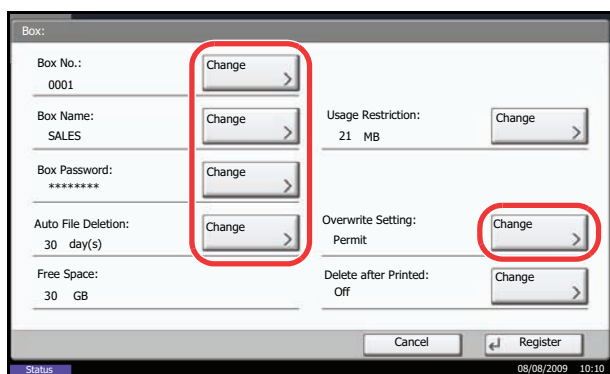 Box:
Box No.:
0001
Change
Box Name:
SALES
Change
Usage Restriction:
21 MB
Change
Box Password:
********
Change
Auto File Deletion:
30 day(s)
Change
Overwrite Setting:
Permit
Change
Free Space:
30 GB
Delete after Printed:
Off
Change
Cancel
Register
Status
08/08/2009 10:10